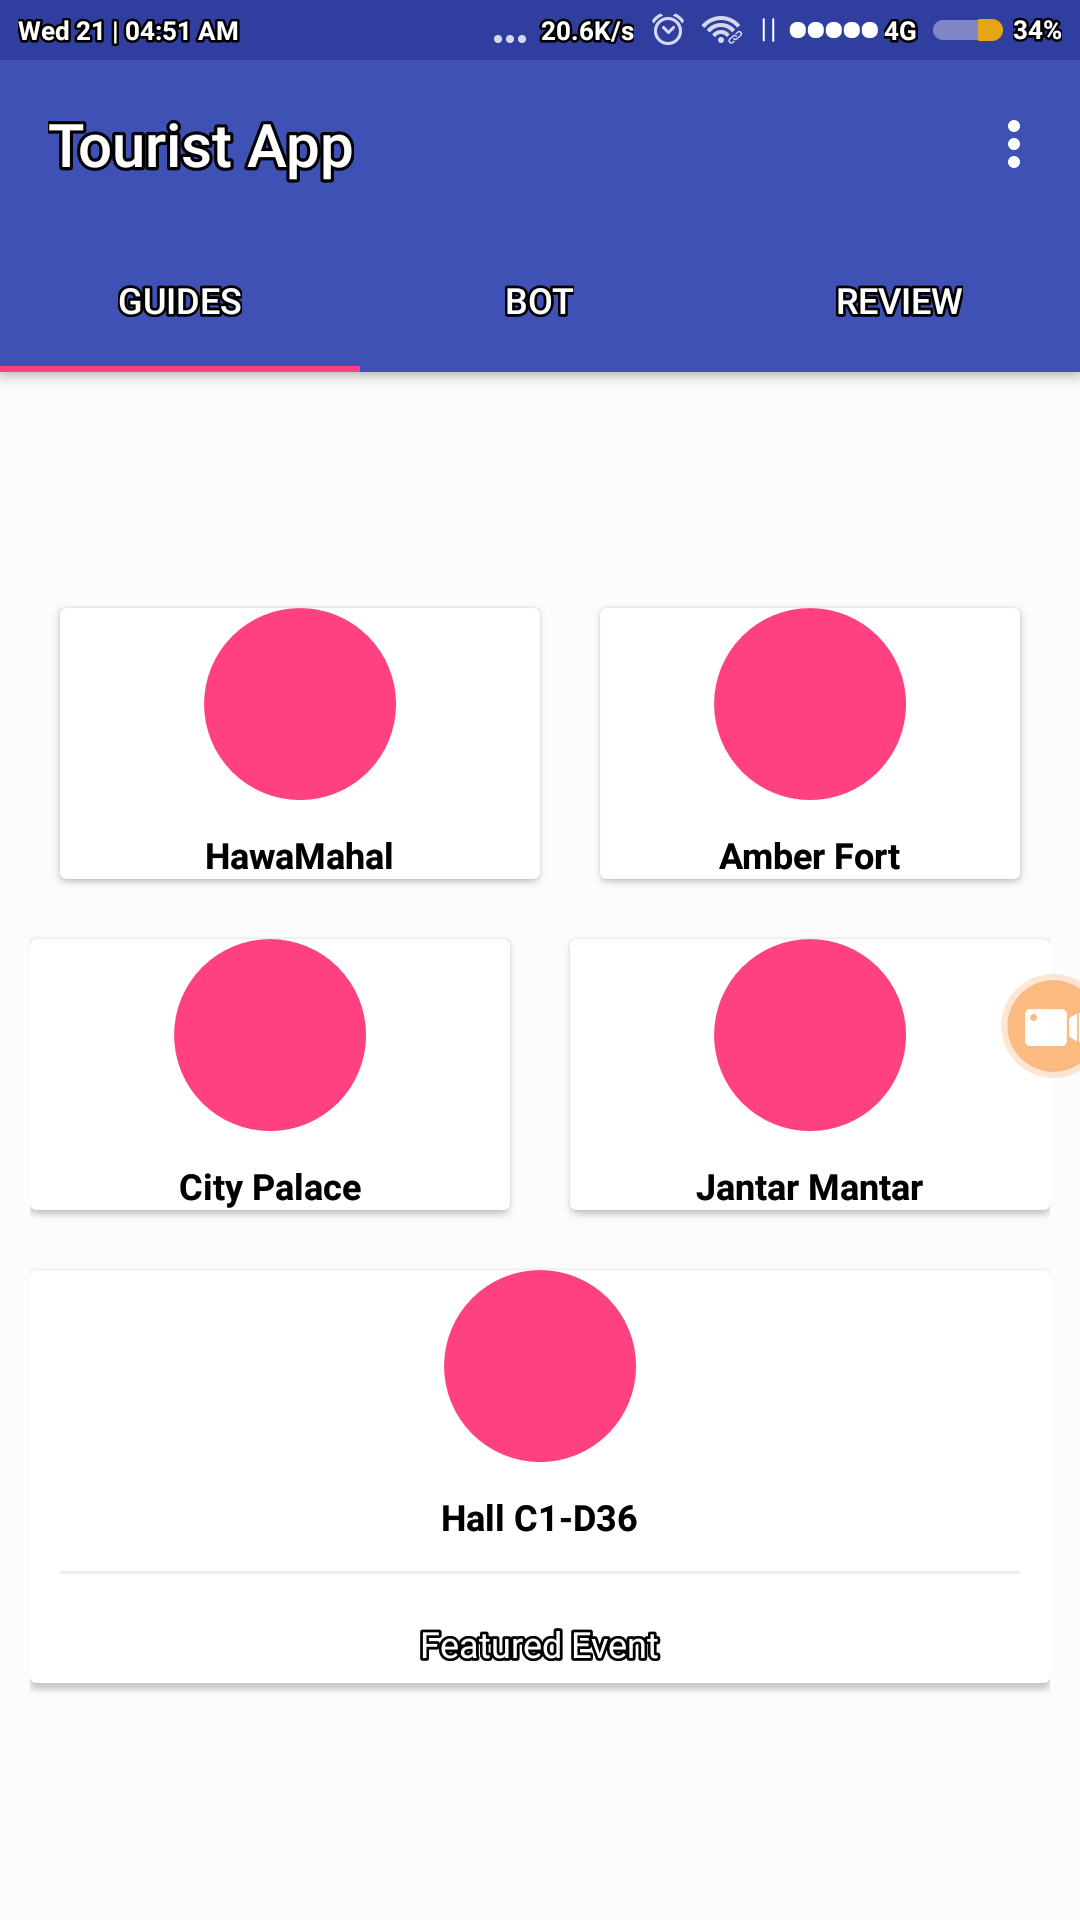 Wed 21 | 04:51 AM ... 20.6K/s 4G 34%
Tourist App
GUIDES BOT REVIEW
HawaMahal Amber Fort
City Palace Jantar Mantar
Hall C1-D36
Featured Event